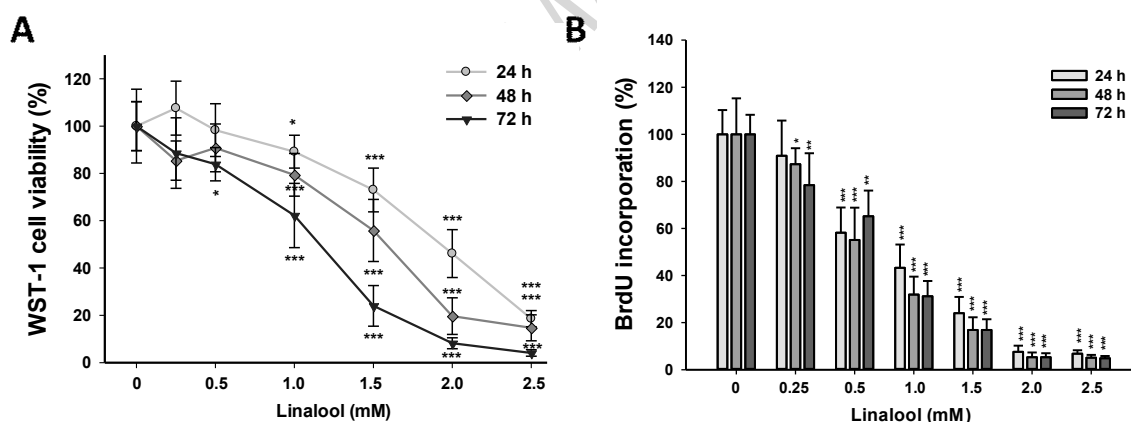 A
WST-1 cell viability (%)
120
100
80
60
40
20
0
0 0.5 1.0 1.5 2.0 2.5
Linalool (mM)
24 h
48 h
72 h
*
***
***
***
***
*
***
***
***
***
***
***
***
B
BrdU incorporation (%)
140
120
100
80
60
40
20
0
0 0.25 0.5 1.0 1.5 2.0 2.5
Linalool (mM)
24 h
48 h
72 h
* **
*** *** **
*** *** ***
*** *** ***
*** *** ***
*** *** ***